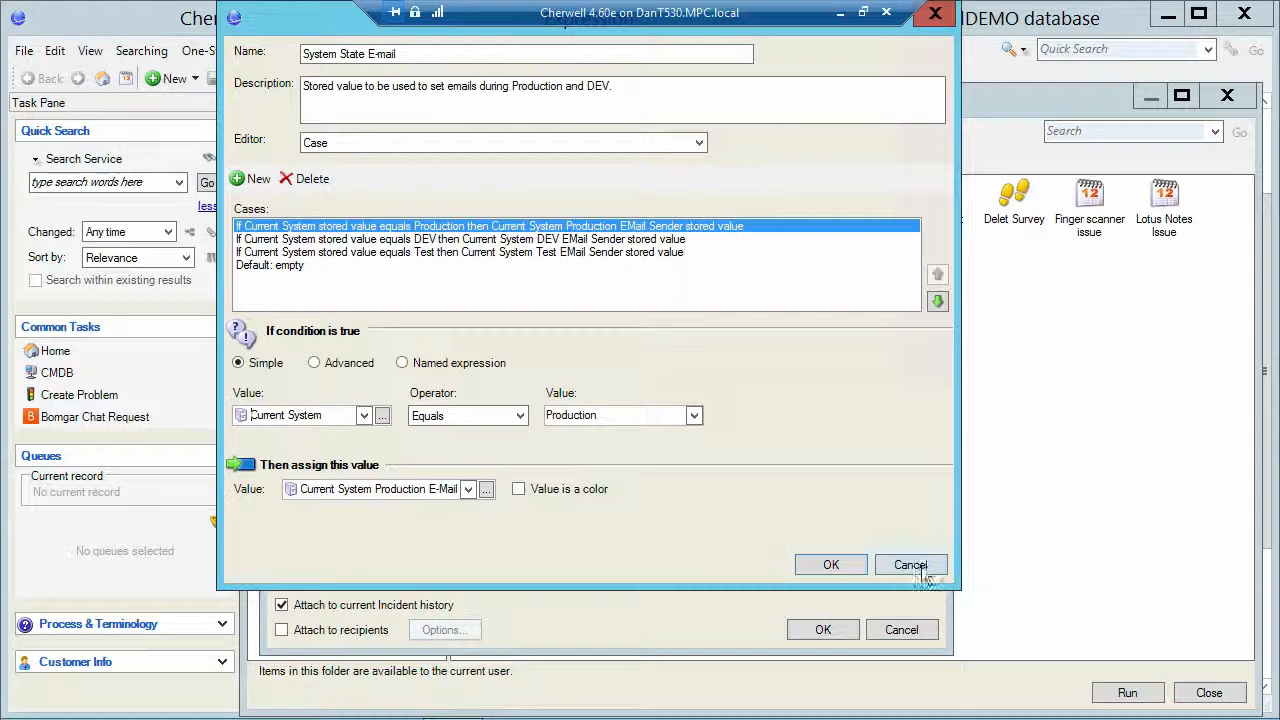 Cher
Cherwell 4.60e on DanT530.MPC.local
IDEMO database
File Edit View Searching One-S
Back New
Quick Search Go
Task Pane
Quick Search
Search Service
type search words here Go
less
Changed: Any time
Sort by: Relevance
Search within existing results
Common Tasks
Home
CMDB
Create Problem
Bomgar Chat Request
Queues
Current record
No current record
No queues selected
Process & Terminology
Customer Info
Name: System State E-mail
Description: Stored value to be used to set emails during Production and DEV.
Editor: Case
New Delete
Cases:
If Current System stored value equals Production then Current System Production EMail Sender stored value
If Current System stored value equals DEV then Current System DEV EMail Sender stored value
If Current System stored value equals Test then Current System Test EMail Sender stored value
Default: empty
If condition is true
Simple Advanced Named expression
Value: Operator: Value:
Current System ... Equals Production
Then assign this value
Value: Current System Production E-Mail ... Value is a color
OK Cancel
Attach to current Incident history
Attach to recipients Options... OK Cancel
Search Go
12 12
Delet Survey Finger scanner issue Lotus Notes Issue
Items in this folder are available to the current user.
Run Close